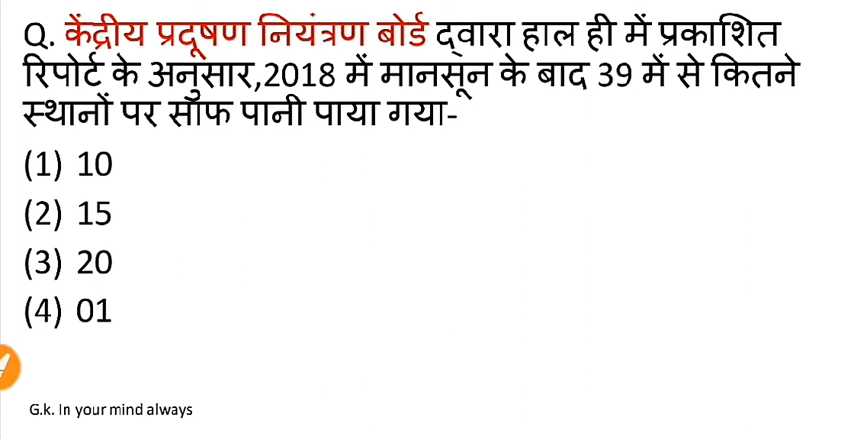 Q. केंद्रीय प्रदूषण नियंत्रण बोर्ड द्वारा हाल ही में प्रकाशित
रिपोर्ट के अनुसार,2018 में मानसून के बाद 39 में से कितने
स्थानों पर सॉफ पानी पाया गया-
(1) 10
(2) 15
(3) 20
(4) 01
G.k. In your mind always